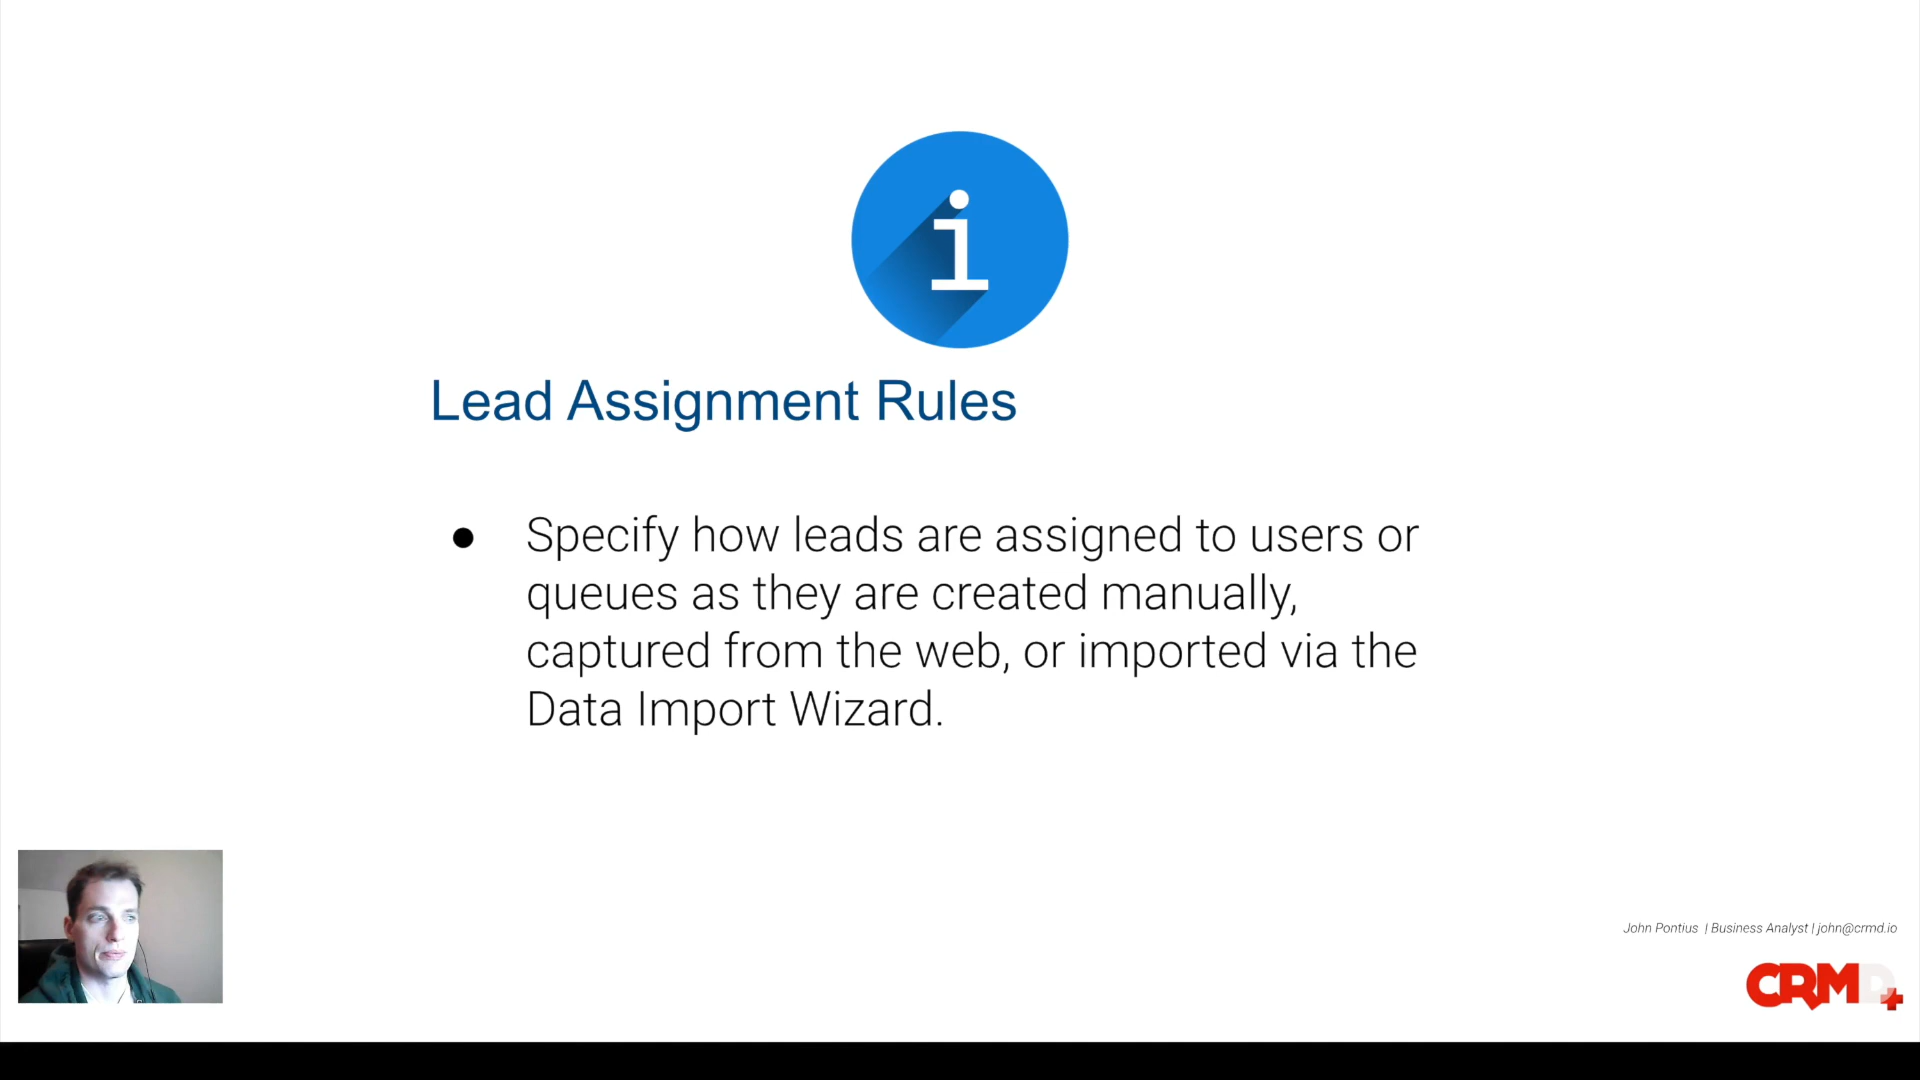 i
Lead Assignment Rules
● Specify how leads are assigned to users or
queues as they are created manually,
captured from the web, or imported via the
Data Import Wizard.
John Pontius | Business Analyst | john@crmd.io
CRMD